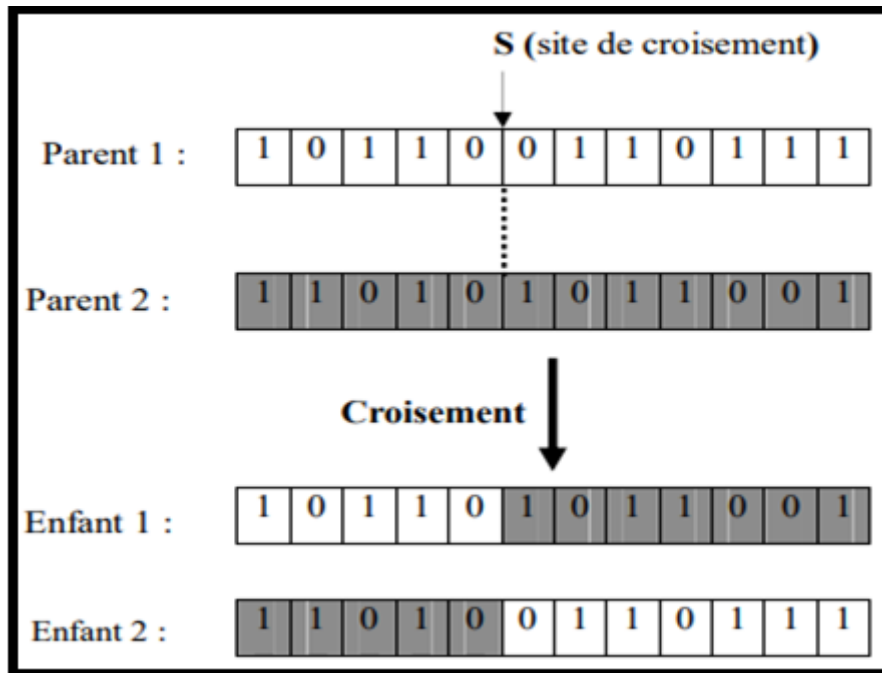 S (site de croisement)
Parent 1 : 1 0 1 1 0 0 1 1 0 1 1 1
Parent 2 : 1 1 0 1 0 1 0 1 1 0 0 1
Croisement
Enfant 1 : 1 0 1 1 0 1 0 1 1 0 0 1
Enfant 2 : 1 1 0 1 0 0 1 1 0 1 1 1